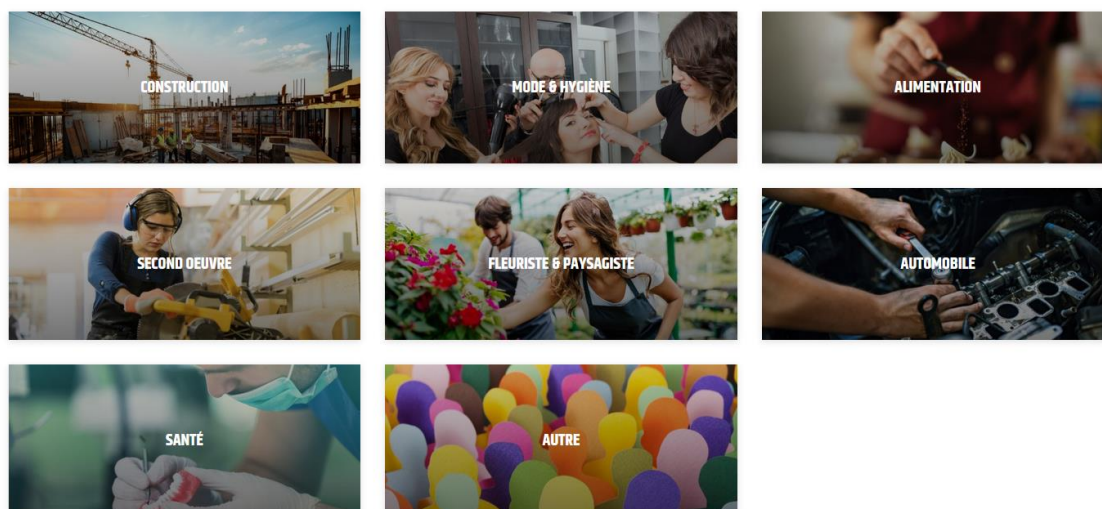 CONSTRUCTION
MODE & HYGIÈNE
ALIMENTATION
SECOND OEUVRE
FLEURISTE & PAYSAGISTE
AUTOMOBILE
SANTÉ
AUTRE